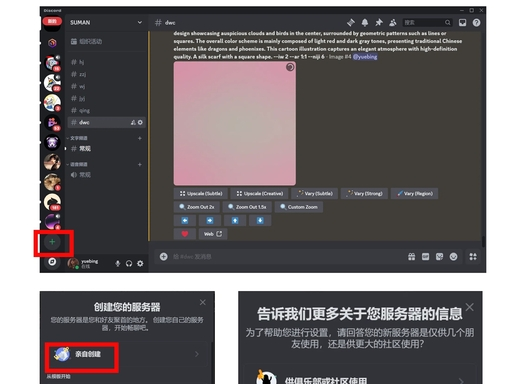 SUMAN
dwc
搜索
design showcasing auspicious clouds and birds in the center, surrounded by geometric patterns such as lines or
squares. The overall color scheme is mainly composed of light red and dark gray tones, presenting traditional Chinese
elements like dragons and phoenixes. This cartoon illustration captures an elegant atmosphere with high-definition
quality. A silk scarf with a square shape. --iw 2 --ar 1:1 --niji 6 - Image #4 @yuebing
组织活动
hj
zzj
wj
jyj
qing
dwc
文字频道
常规
语音频道
常规
Upscale (Subtle)
Upscale (Creative)
Vary (Subtle)
Vary (Strong)
Vary (Region)
Zoom Out 2x
Zoom Out 1.5x
Custom Zoom
Web
yuebing
在线
给 #dwc 发消息
GIF
创建您的服务器
您的服务器是您和好友聚首的地方。创建您自己的服务
器，开始畅聊吧。
亲自创建
从模板开始
告诉我们更多关于您服务器的信息
为了帮助您进行设置，请回答您的新服务器是仅供几个朋
友使用，还是供更大的社区使用？
供俱乐部或社区使用